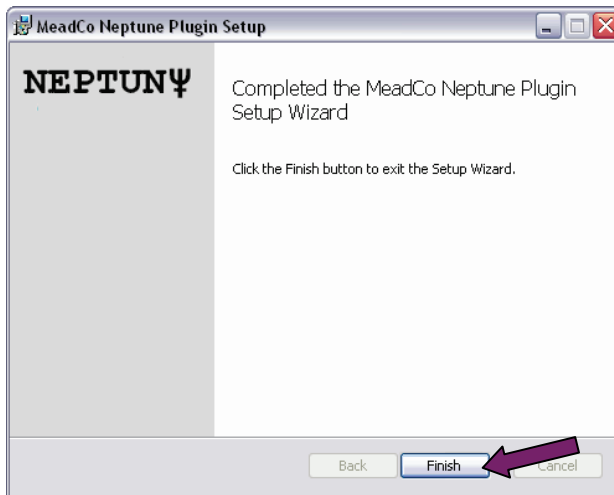 MeadCo Neptune Plugin Setup
NEPTUNΨ
Completed the MeadCo Neptune Plugin
Setup Wizard
Click the Finish button to exit the Setup Wizard.
Back
Finish
Cancel